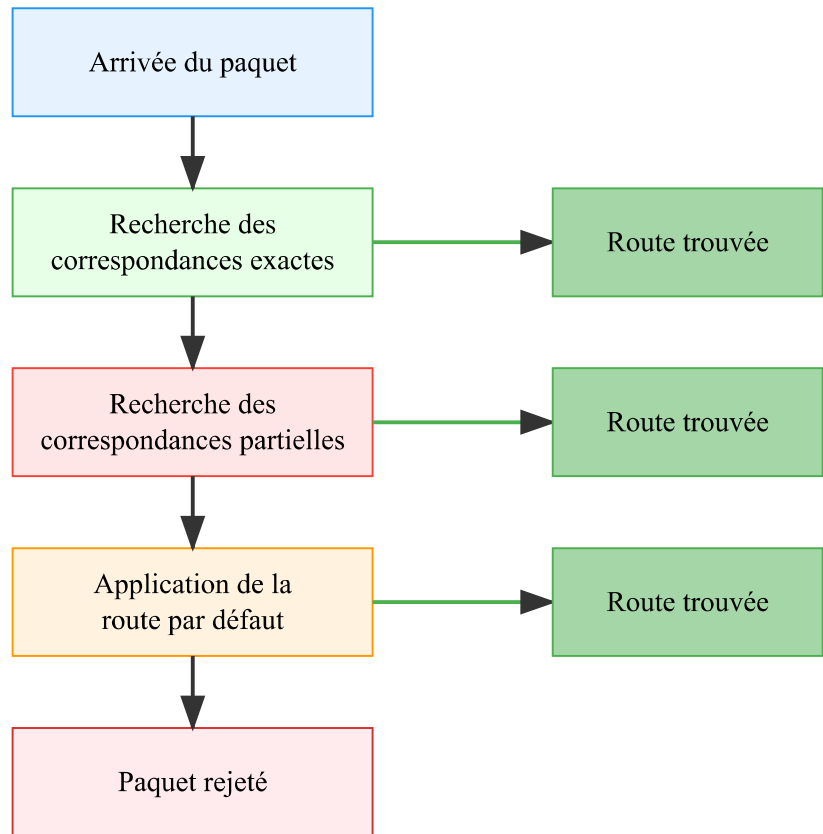 Arrivée du paquet
Recherche des
correspondances exactes
Route trouvée
Recherche des
correspondances partielles
Route trouvée
Application de la
route par défaut
Route trouvée
Paquet rejeté